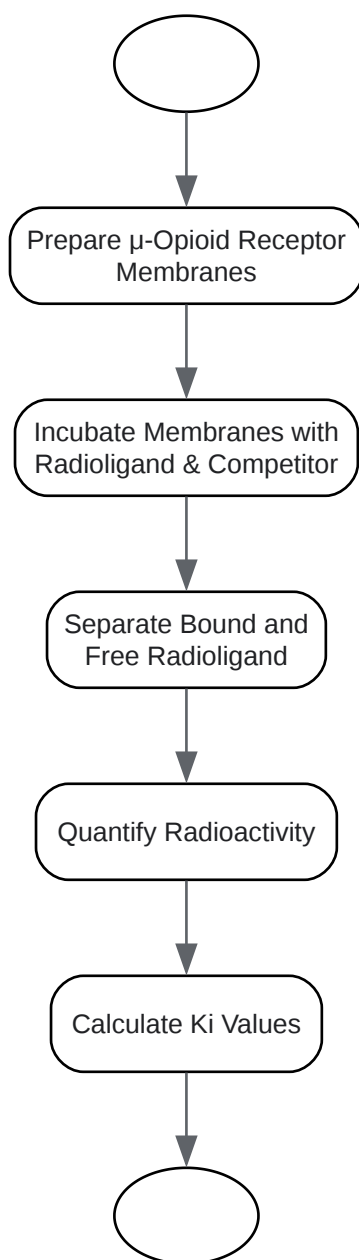 Prepare μ-Opioid Receptor
Membranes
Incubate Membranes with
Radioligand & Competitor
Separate Bound and
Free Radioligand
Quantify Radioactivity
Calculate Ki Values